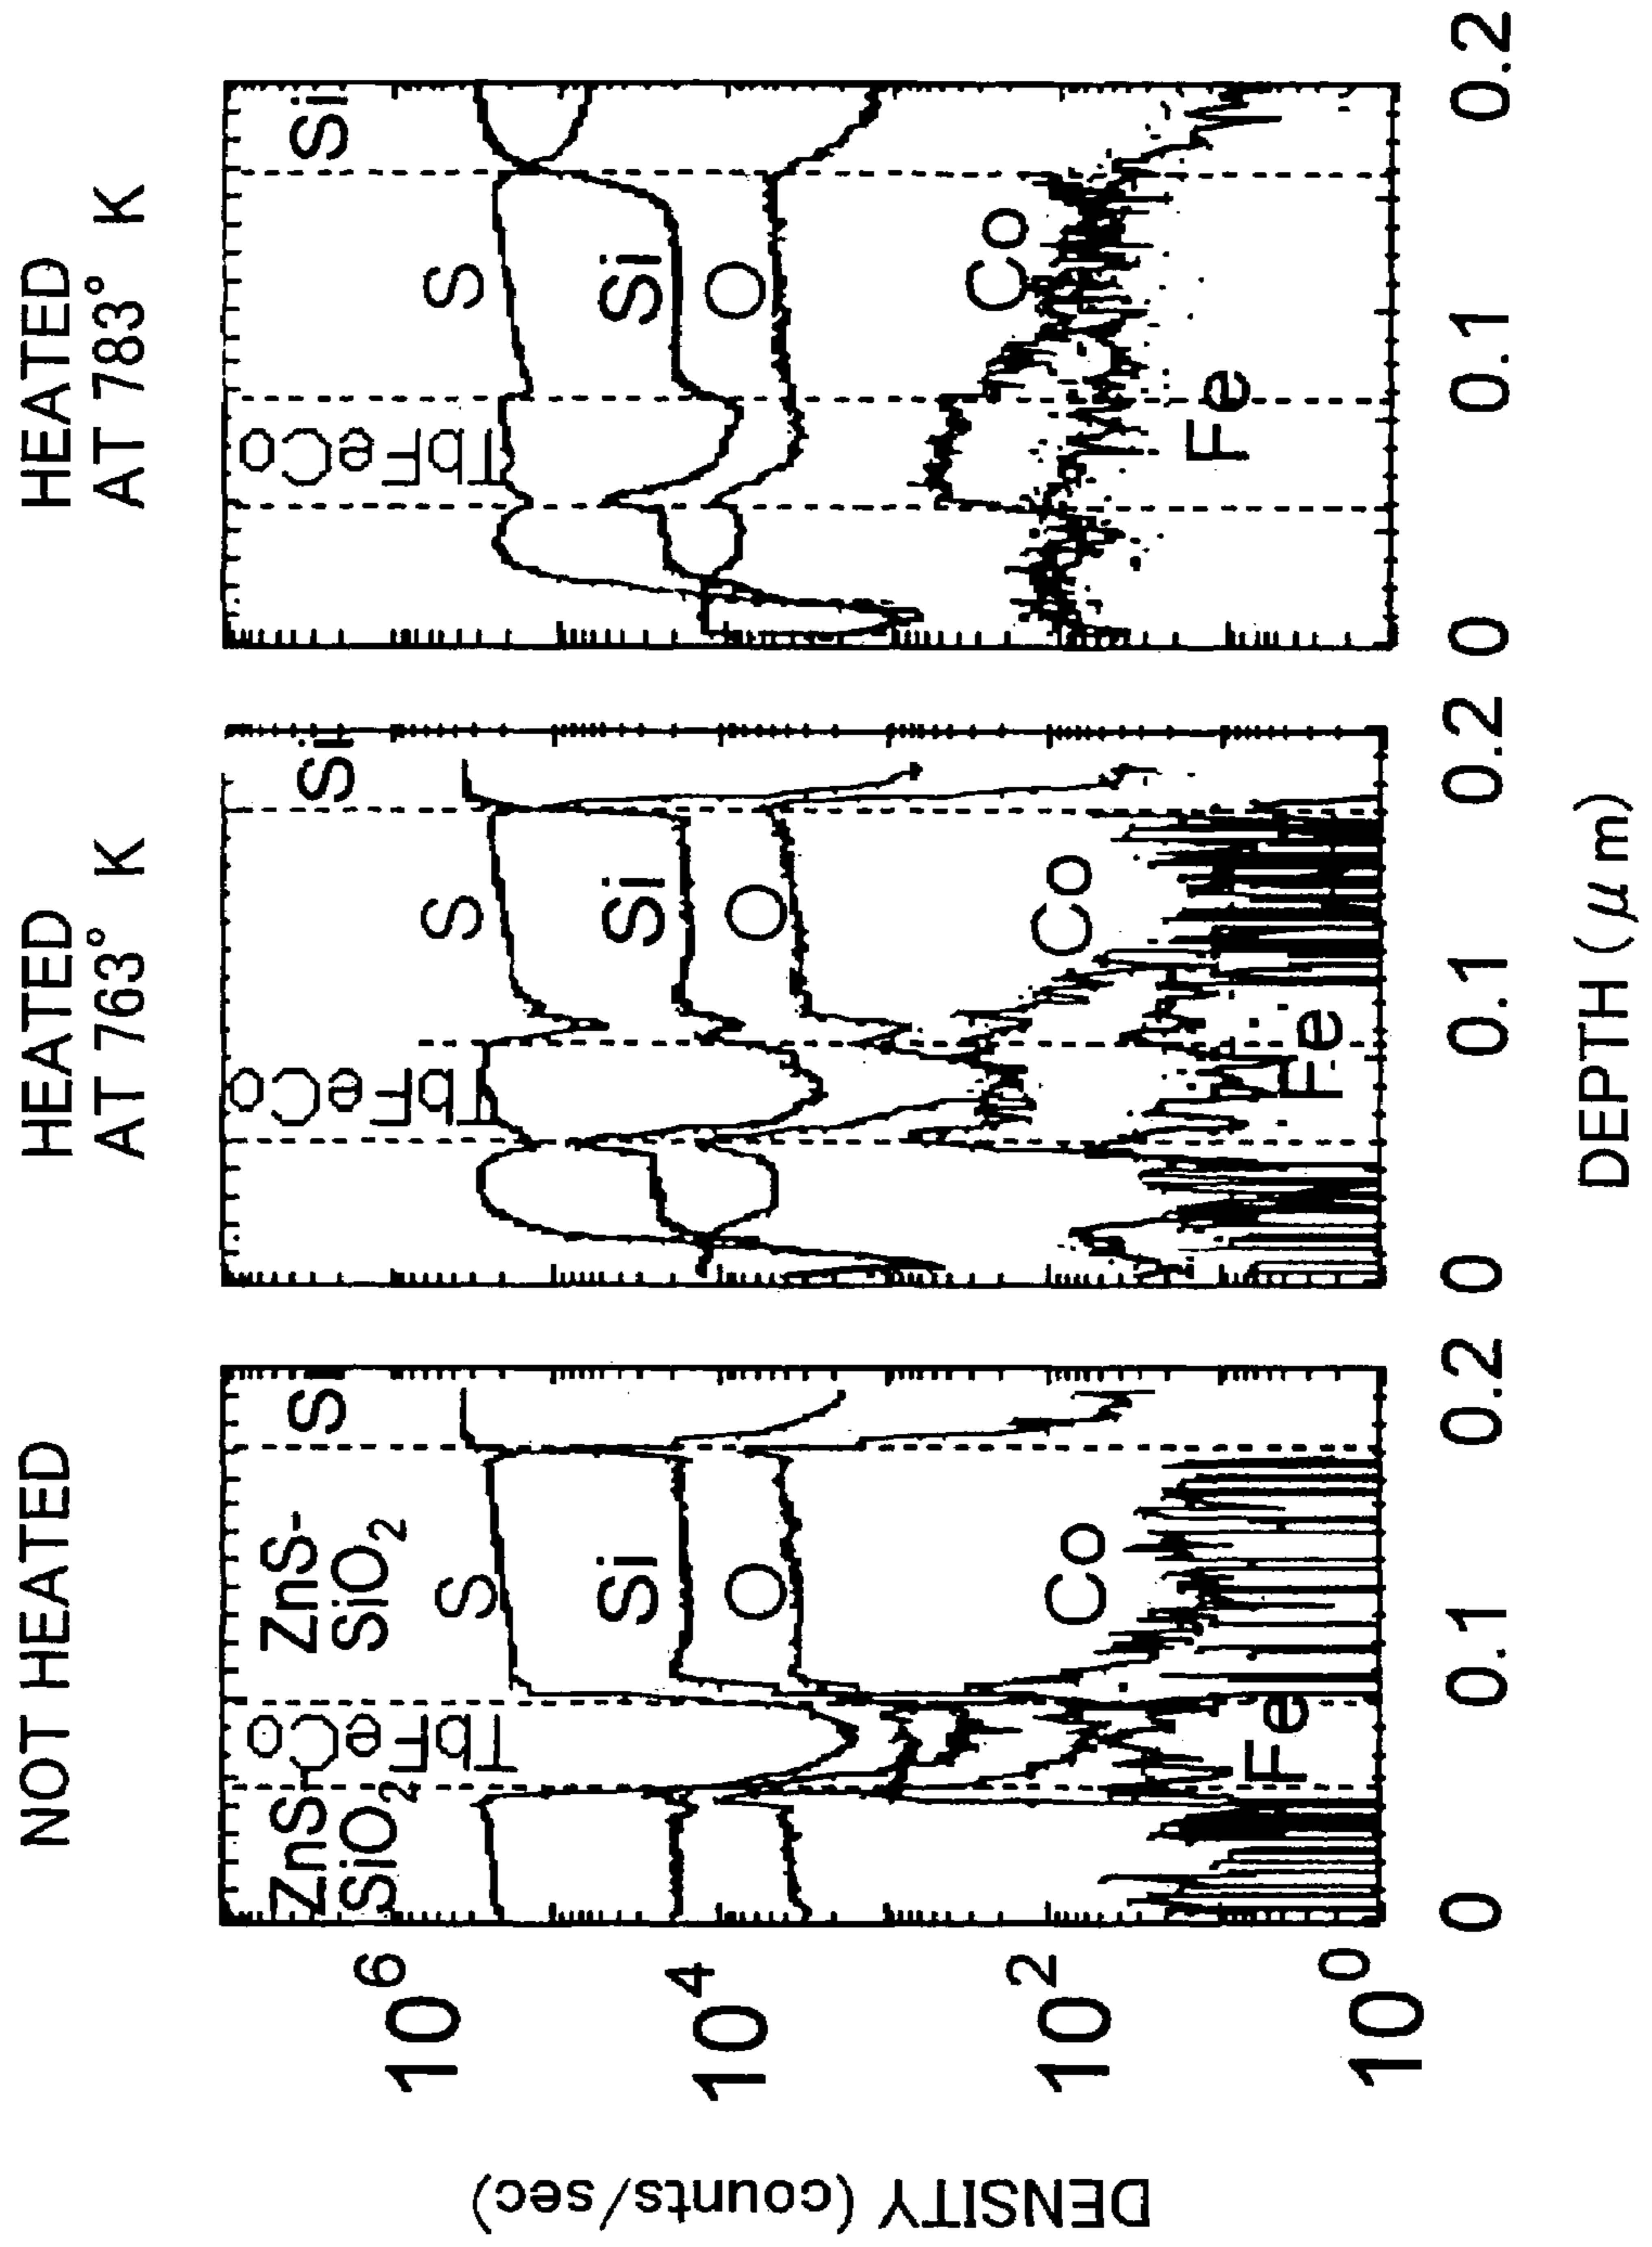 NOT HEATED
HEATED
AT 763° K
HEATED
AT 783° K
DENSITY (counts/sec)
10^6
10^4
10^2
10^0
ZnS-
SiO2
TbFeCo
ZnS-
SiO2
Si
S
Si
O
Co
Fe
0
0.1
0.2
TbFeCo
Si
S
Si
O
Co
Fe
0
0.1
0.2
TbFeCo
Si
S
Si
O
Co
Fe
0
0.1
0.2
DEPTH (μm)